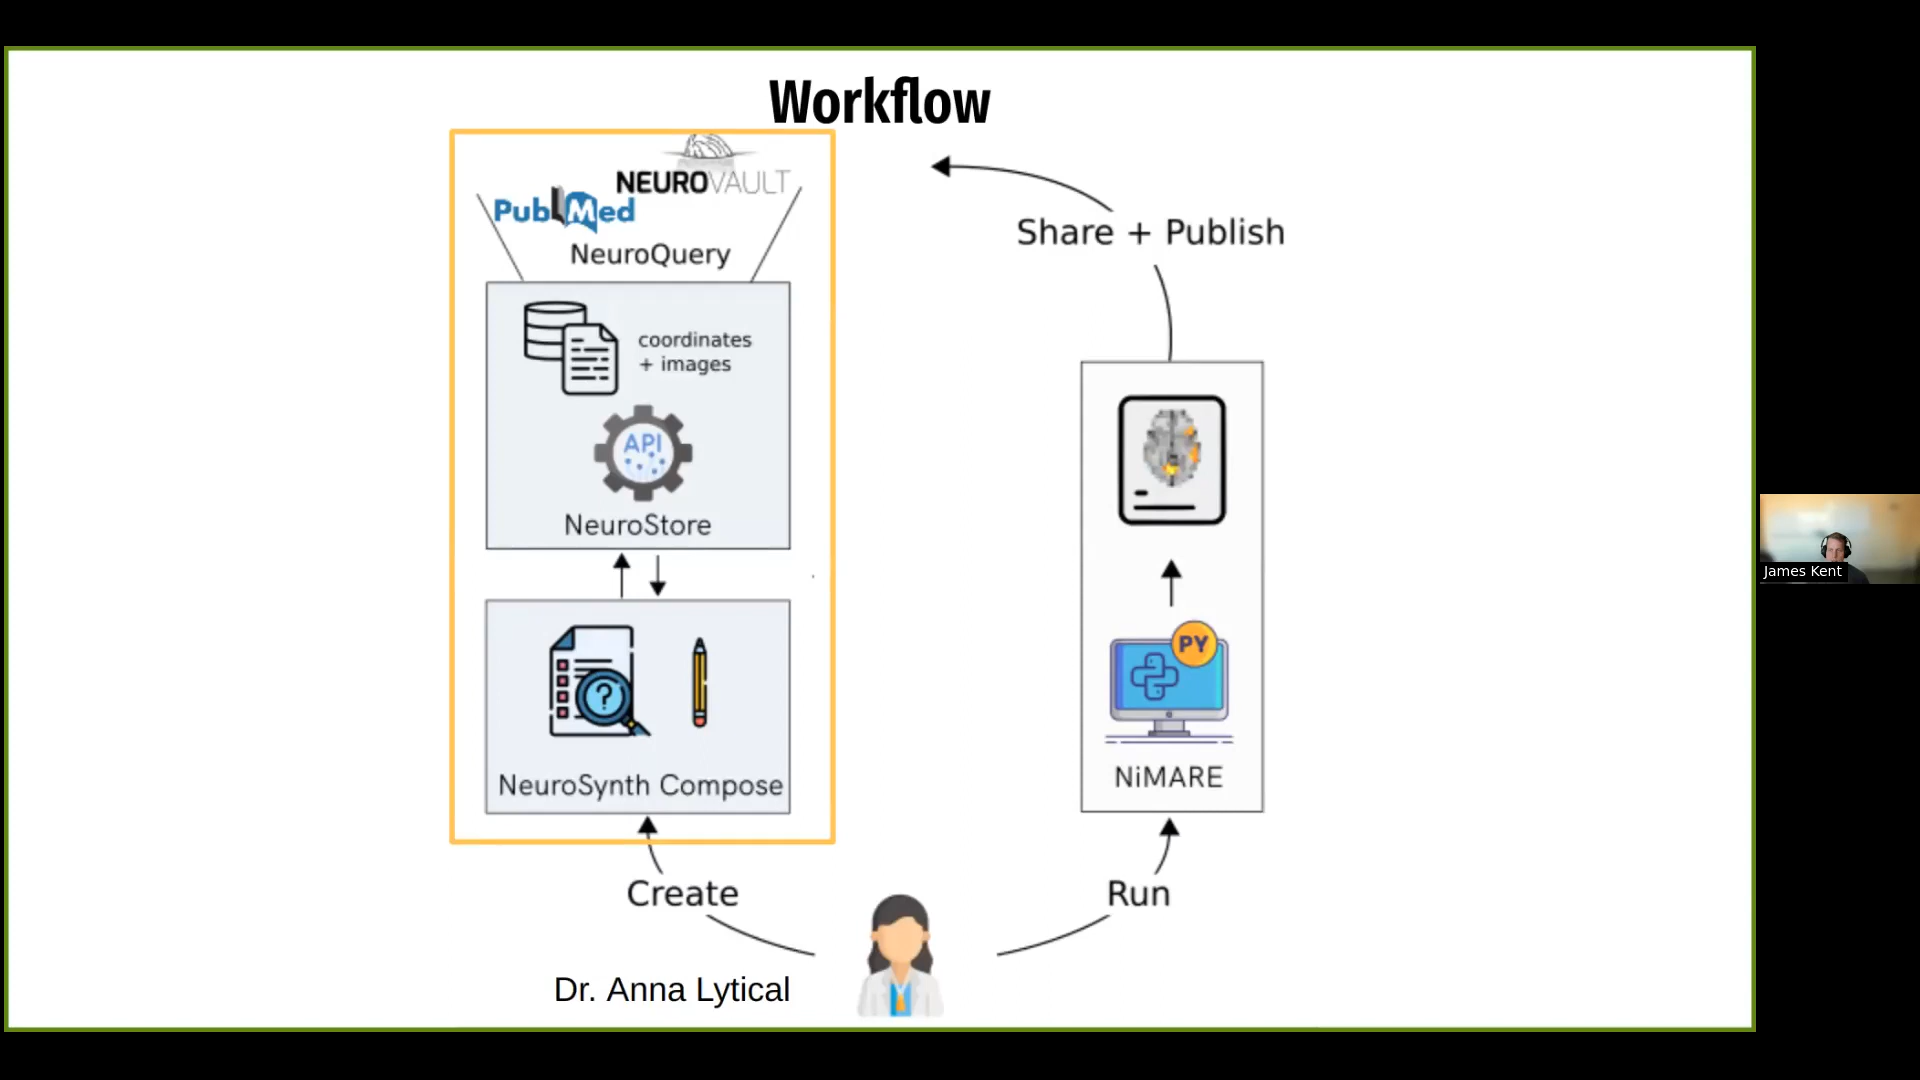 Workflow
NEUROVAULT
PubMed
NeuroQuery
coordinates
+ images
API
NeuroStore
NeuroSynth Compose
Create
Dr. Anna Lytical
Share + Publish
PY
NiMARE
Run
James Kent